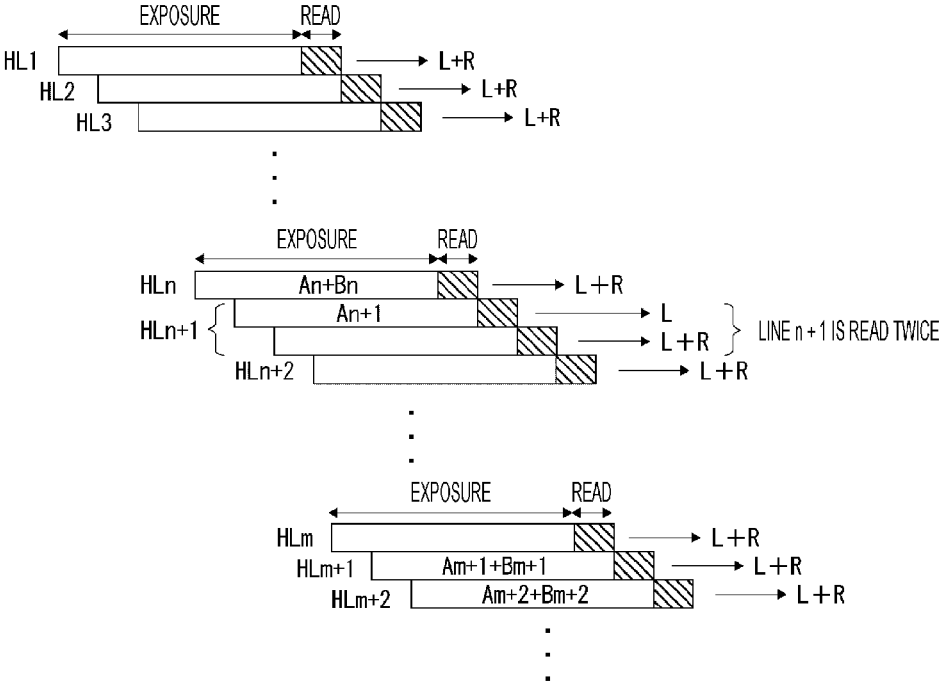 EXPOSURE READ
HL1 L+R
HL2 L+R
HL3 L+R
EXPOSURE READ
HLn An+Bn L+R
HLn+1 An+1 L
L+R
LINE n + 1 IS READ TWICE
HLn+2 L+R
EXPOSURE READ
HLm L+R
HLm+1 Am+1+Bm+1 L+R
HLm+2 Am+2+Bm+2 L+R